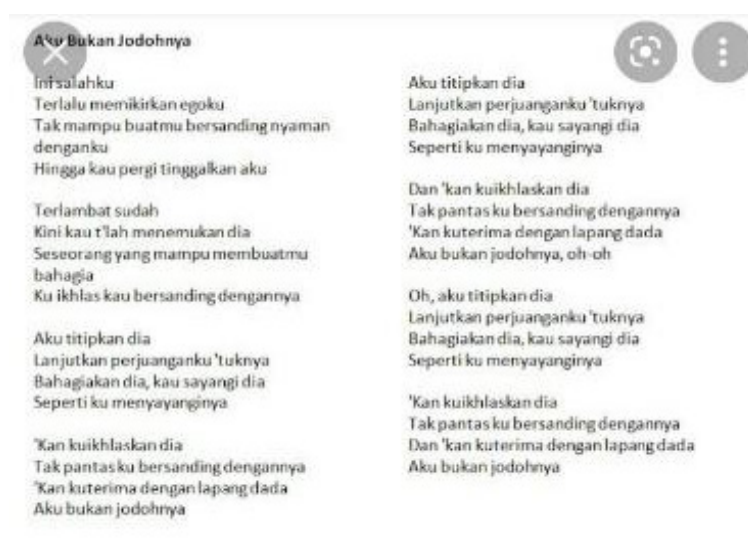 Aku Bukan Jodohnya
Ini salahku
Terlalu memikirkan egoku
Tak mampu buatmu bersanding nyaman
denganku
Hingga kau pergi tinggalkan aku
Terlambat sudah
Kini kau t'lah menemukan dia
Seseorang yang mampu membuatmu
bahagia
Ku ikhlas kau bersanding dengannya
Aku titipkan dia
Lanjutkan perjuanganku 'tuknya
Bahagiakan dia, kau sayangi dia
Seperti ku menyayanginya
'Kan kuikhlaskan dia
Tak pantas ku bersanding dengannya
'Kan kuterima dengan lapang dada
Aku bukan jodohnya
Aku titipkan dia
Lanjutkan perjuanganku 'tuknya
Bahagiakan dia, kau sayangi dia
Seperti ku menyayanginya
Dan 'kan kuikhlaskan dia
Tak pantas ku bersanding dengannya
'Kan kuterima dengan lapang dada
Aku bukan jodohnya, oh-oh
Oh, aku titipkan dia
Lanjutkan perjuanganku 'tuknya
Bahagiakan dia, kau sayangi dia
Seperti ku menyayanginya
'Kan kuikhlaskan dia
Tak pantas ku bersanding dengannya
Dan 'kan kuterima dengan lapang dada
Aku bukan jodohnya